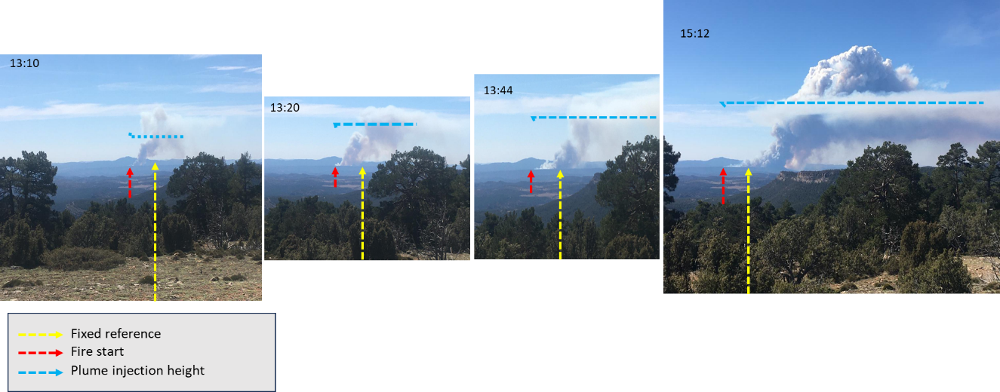 13:10
13:20
13:44
15:12
Fixed reference
Fire start
Plume injection height